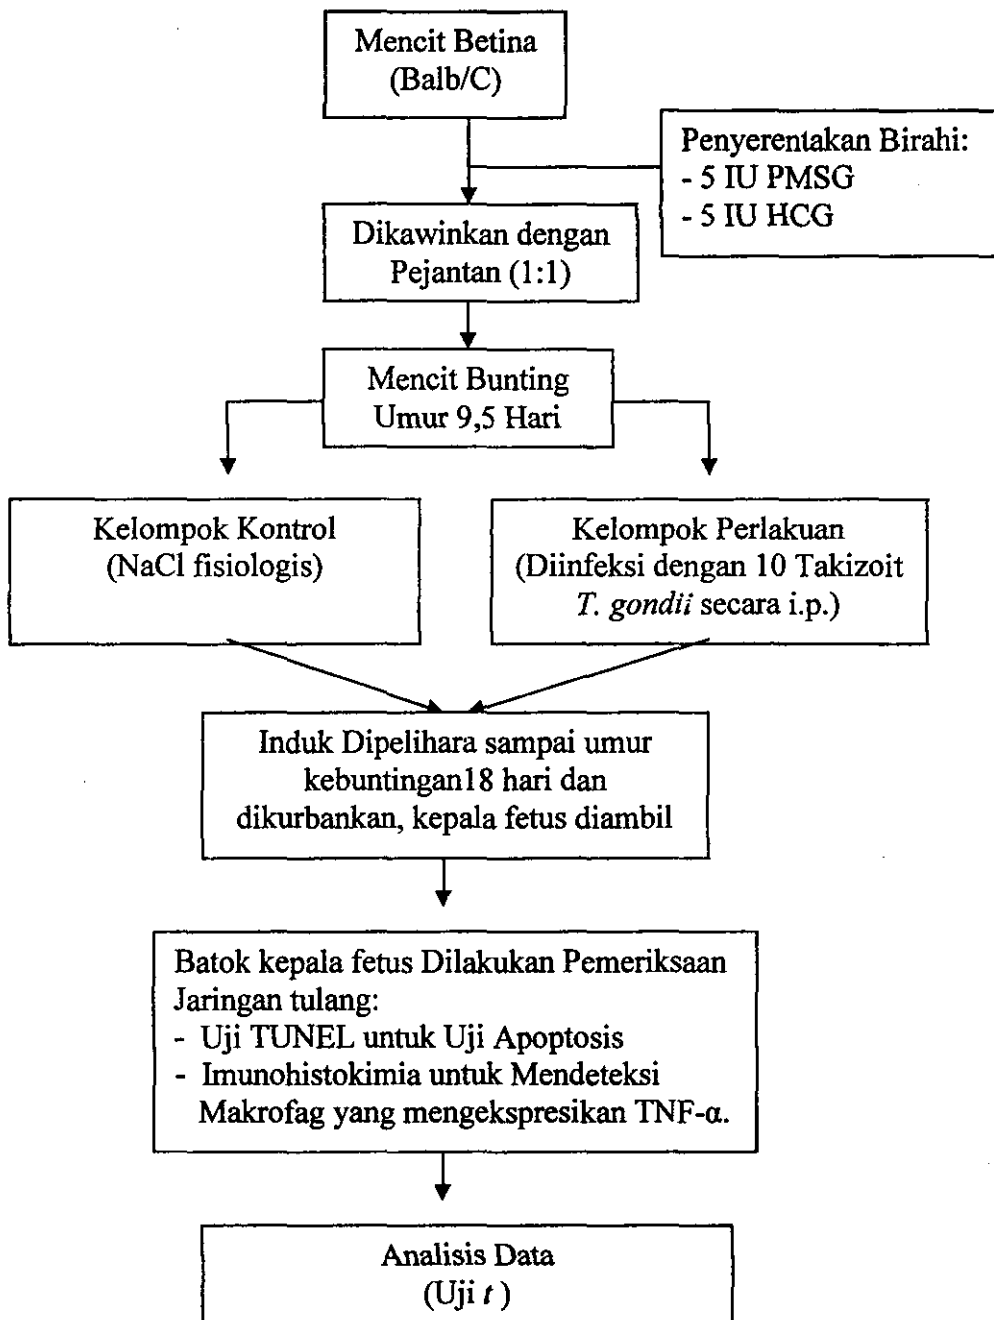 Mencit Betina
(Balb/C)
Penyerentakan Birahi:
- 5 IU PMSG
- 5 IU HCG
Dikawinkan dengan
Pejantan (1:1)
Mencit Bunting
Umur 9,5 Hari
Kelompok Kontrol
(NaCl fisiologis)
Kelompok Perlakuan
(Diinfeksi dengan 10 Takizoit
T. gondii secara i.p.)
Induk Dipelihara sampai umur
kebuntingan18 hari dan
dikurbankan, kepala fetus diambil
Batok kepala fetus Dilakukan Pemeriksaan
Jaringan tulang:
- Uji TUNEL untuk Uji Apoptosis
- Imunohistokimia untuk Mendeteksi
Makrofag yang mengekspresikan TNF-α.
Analisis Data
(Uji t )